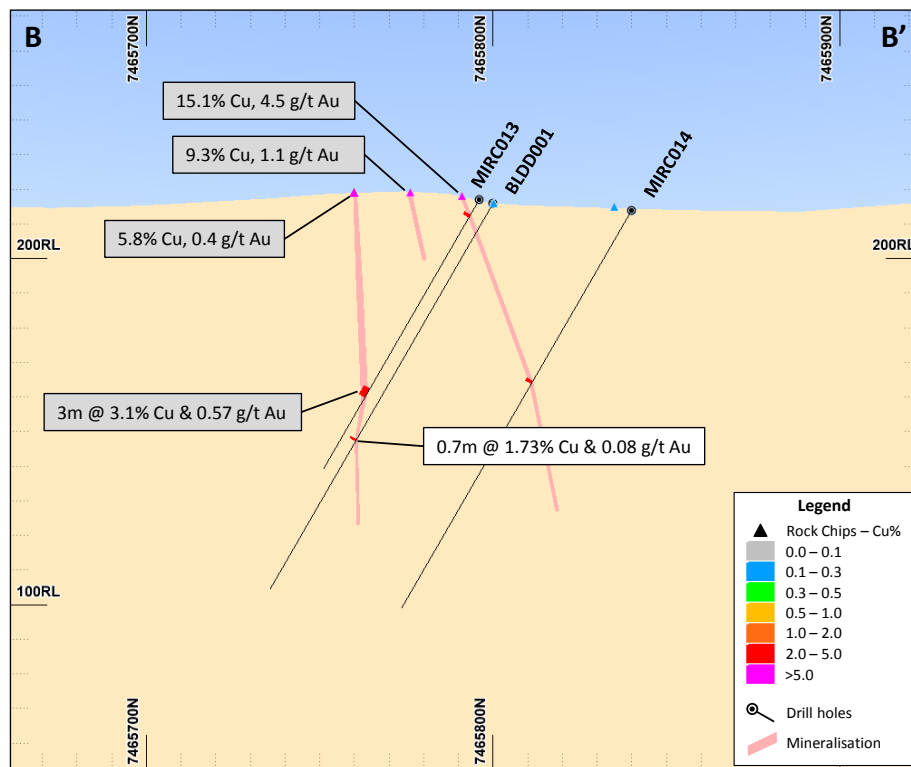 B
B’
7465700N
7465800N
7465900N
15.1% Cu, 4.5 g/t Au
9.3% Cu, 1.1 g/t Au
MIRC013
BLDD001
MIRC014
5.8% Cu, 0.4 g/t Au
200RL
200RL
3m @ 3.1% Cu & 0.57 g/t Au
0.7m @ 1.73% Cu & 0.08 g/t Au
100RL
7465700N
7465800N
Legend
Rock Chips – Cu%
0.0 – 0.1
0.1 – 0.3
0.3 – 0.5
0.5 – 1.0
1.0 – 2.0
2.0 – 5.0
>5.0
Drill holes
Mineralisation